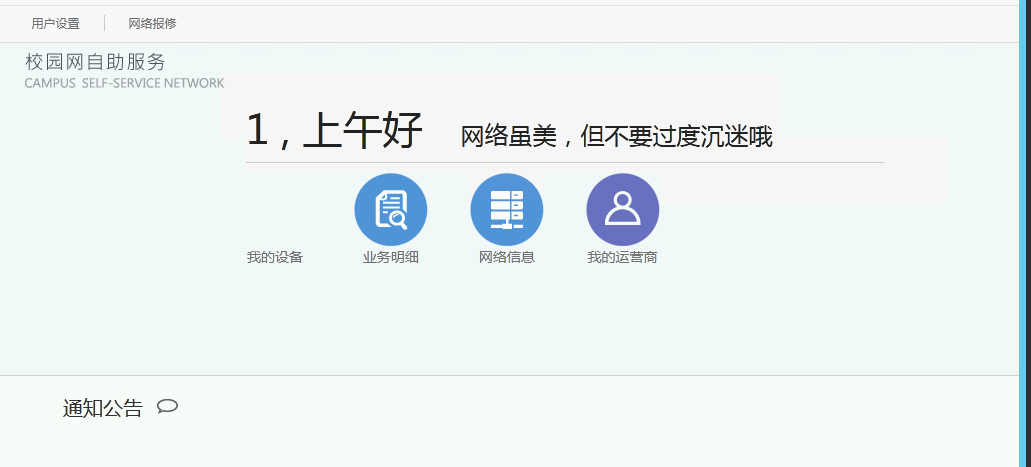 用户设置 网络报修
校园网自助服务
CAMPUS SELF-SERVICE NETWORK
1，上午好 网络虽美，但不要过度沉迷哦
我的设备 业务明细 网络信息 我的运营商
通知公告